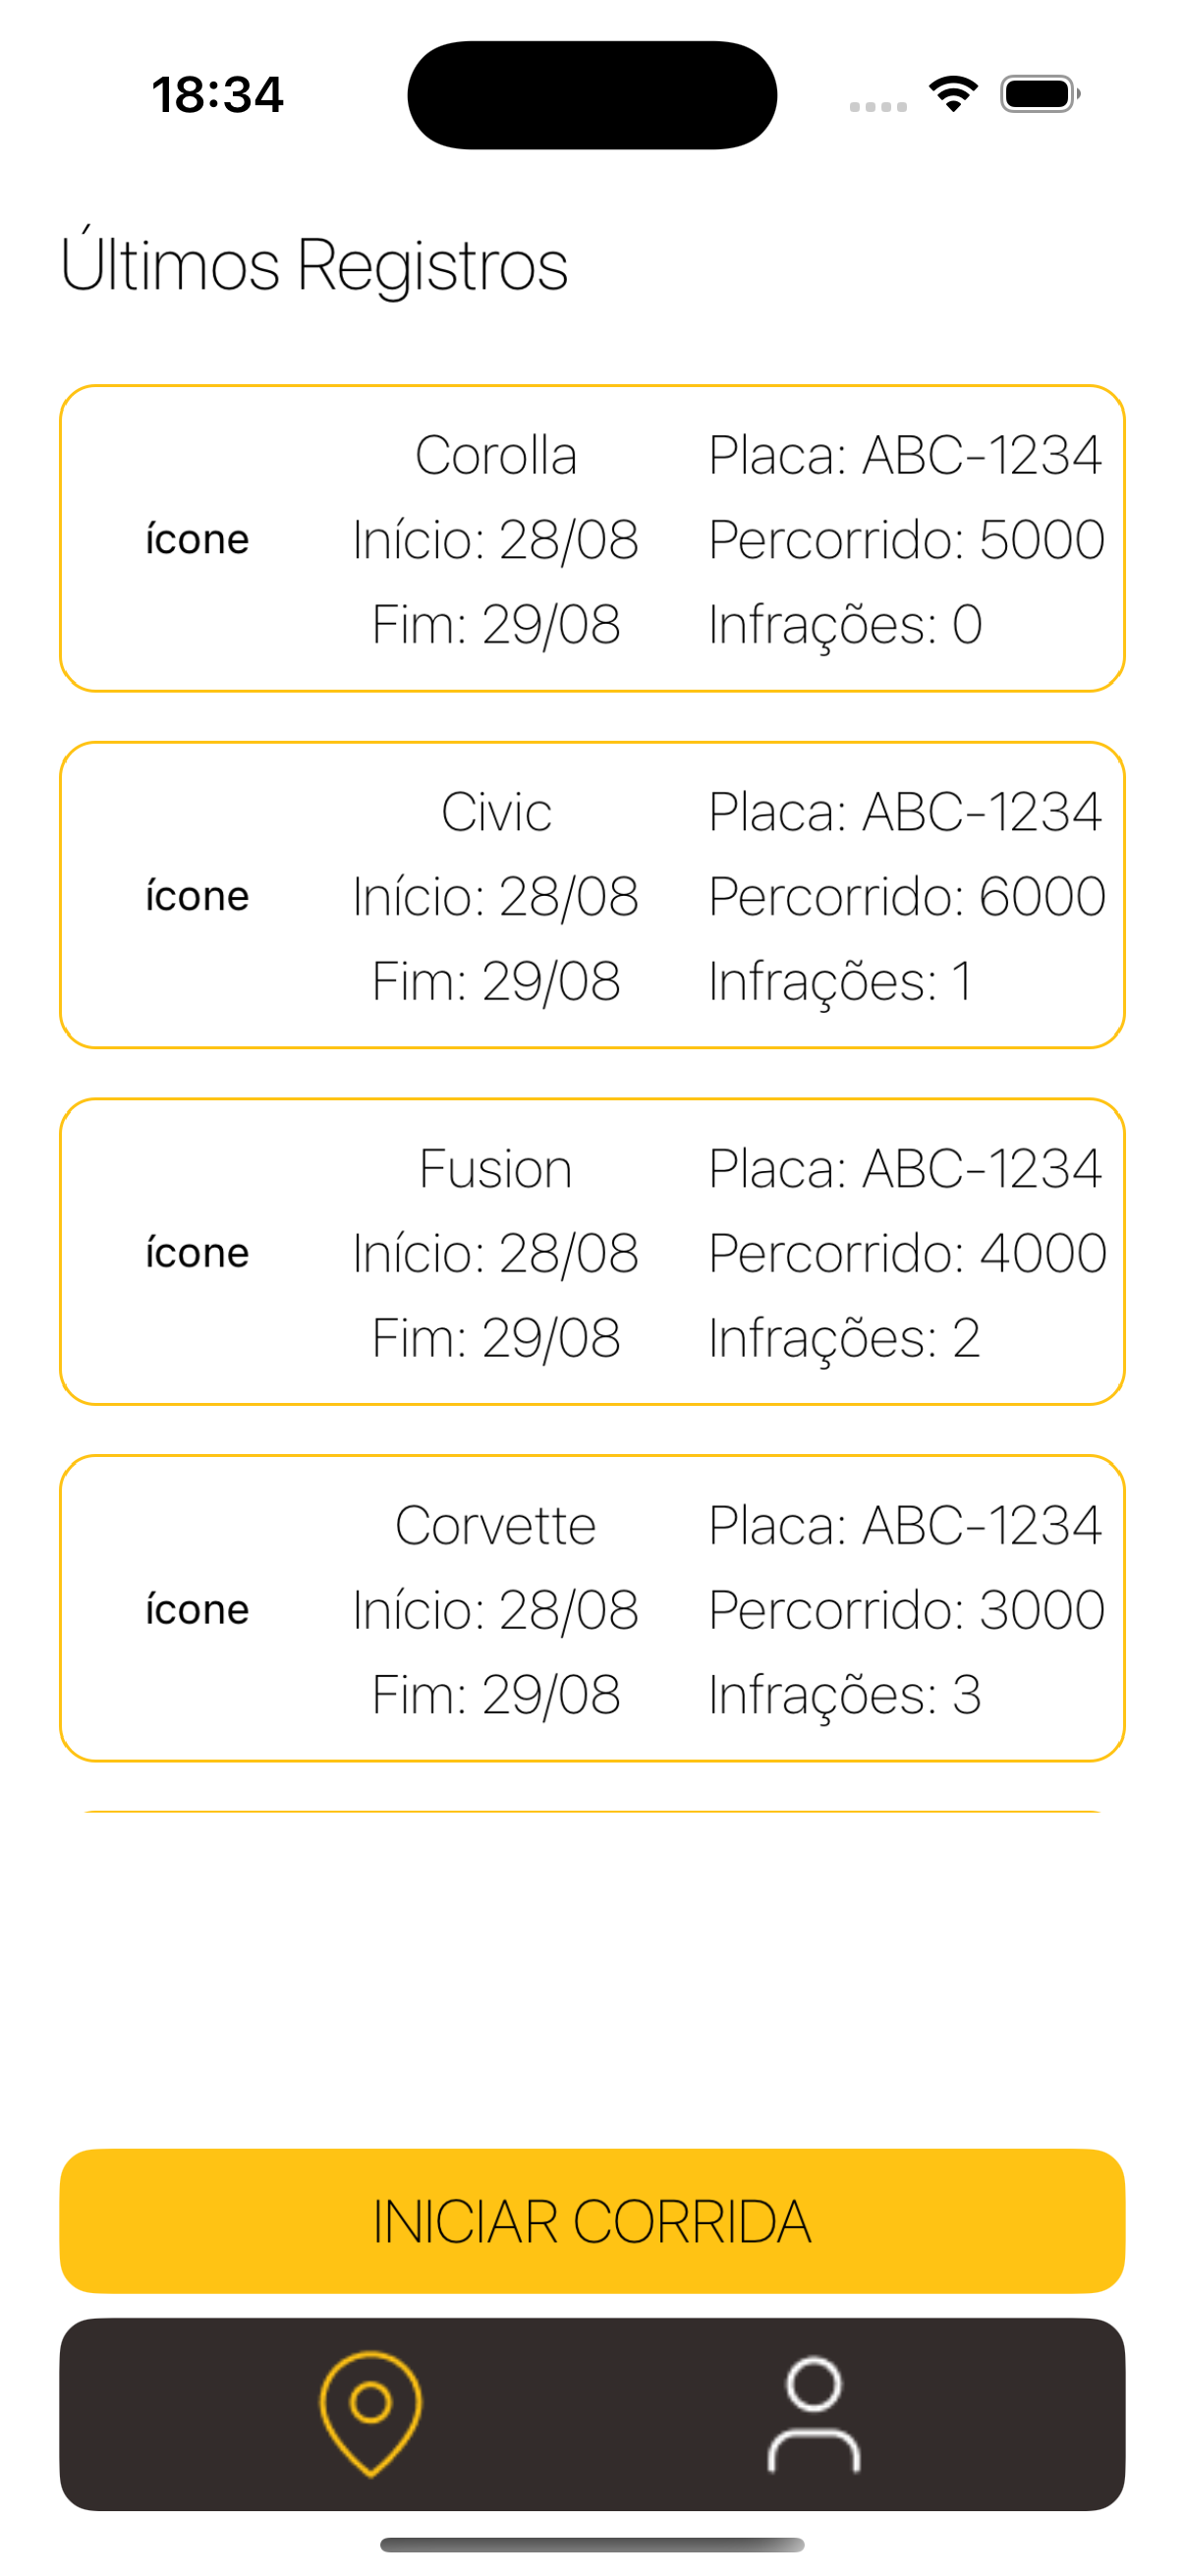 18:34
Últimos Registros
Corolla
Placa: ABC-1234
ícone
Início: 28/08
Percorrido: 5000
Fim: 29/08
Infrações: 0
Civic
Placa: ABC-1234
ícone
Início: 28/08
Percorrido: 6000
Fim: 29/08
Infrações: 1
Fusion
Placa: ABC-1234
ícone
Início: 28/08
Percorrido: 4000
Fim: 29/08
Infrações: 2
Corvette
Placa: ABC-1234
ícone
Início: 28/08
Percorrido: 3000
Fim: 29/08
Infrações: 3
INICIAR CORRIDA